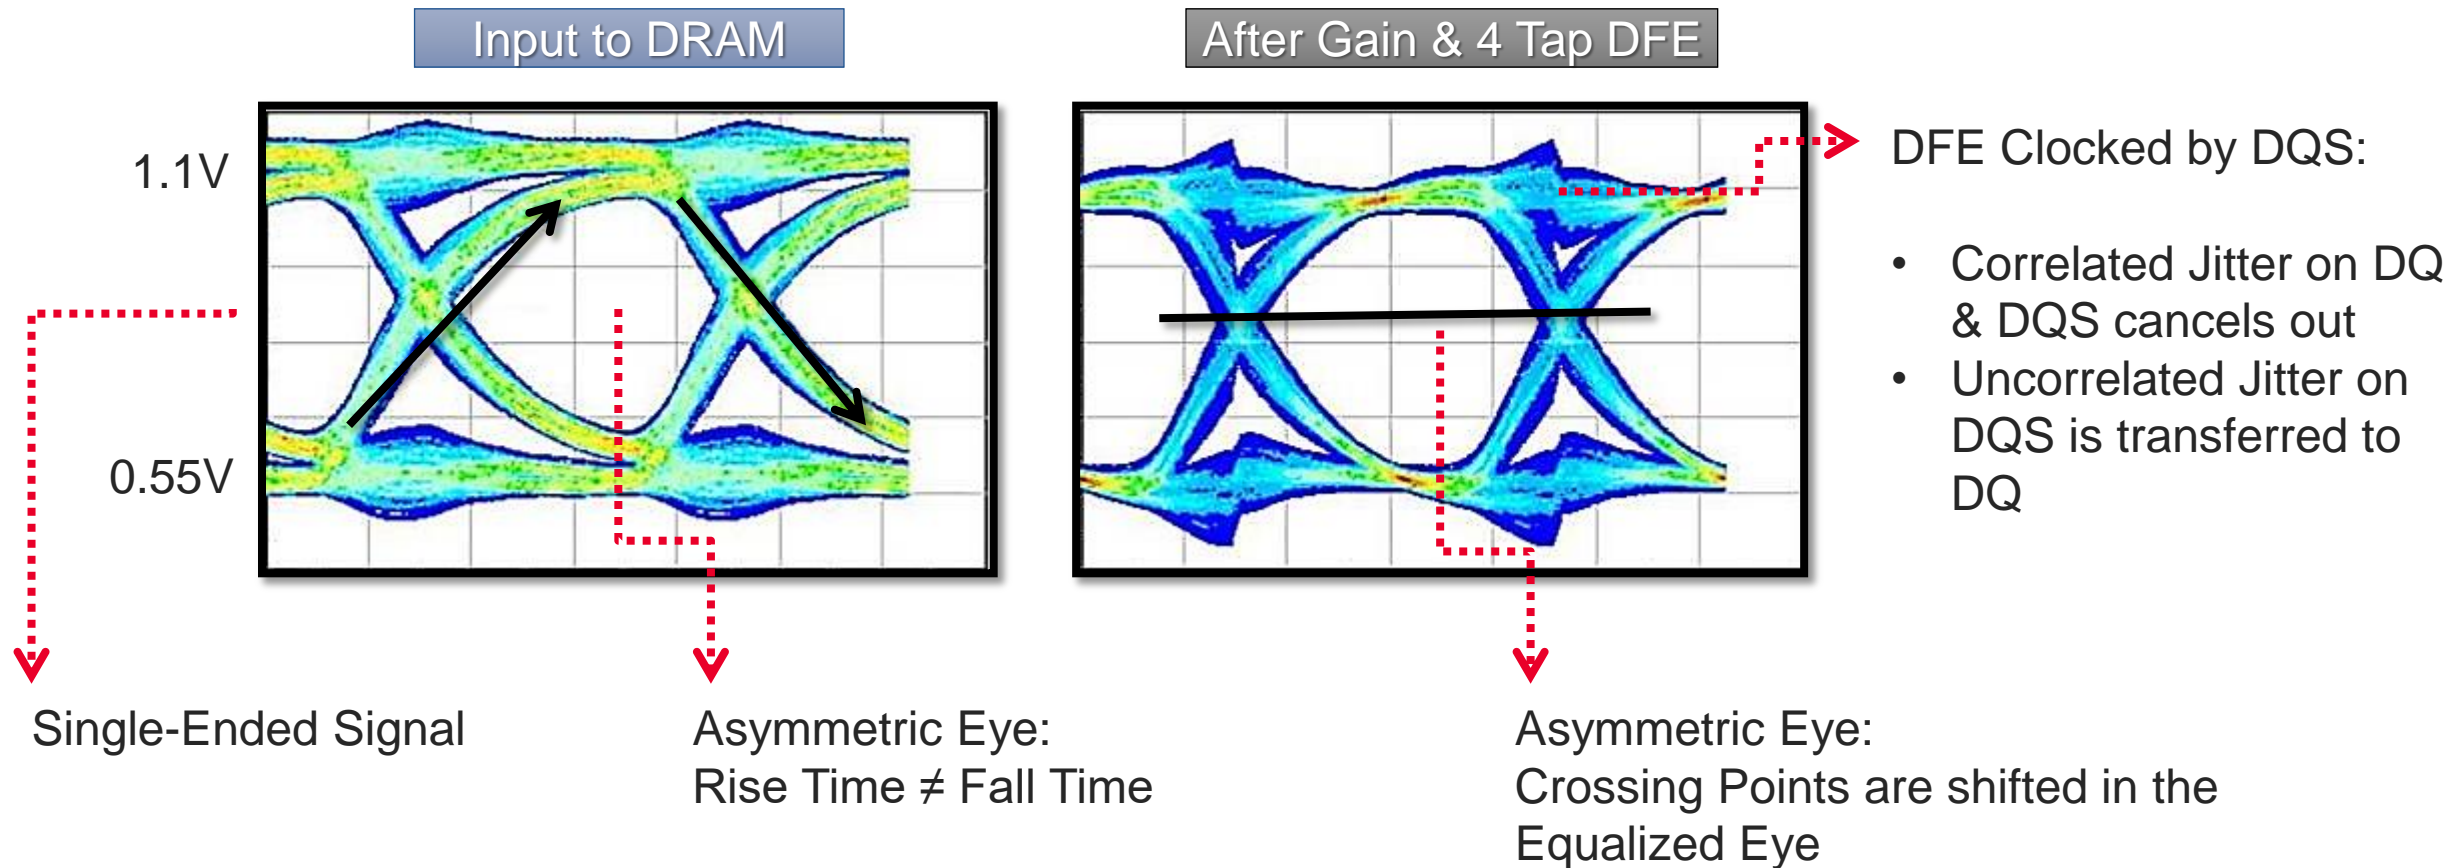 Input to DRAM
After Gain & 4 Tap DFE
1.1V
0.55V
DFE Clocked by DQS:
• Correlated Jitter on DQ
& DQS cancels out
• Uncorrelated Jitter on
DQS is transferred to
DQ
Single-Ended Signal
Asymmetric Eye:
Rise Time ≠ Fall Time
Asymmetric Eye:
Crossing Points are shifted in the
Equalized Eye